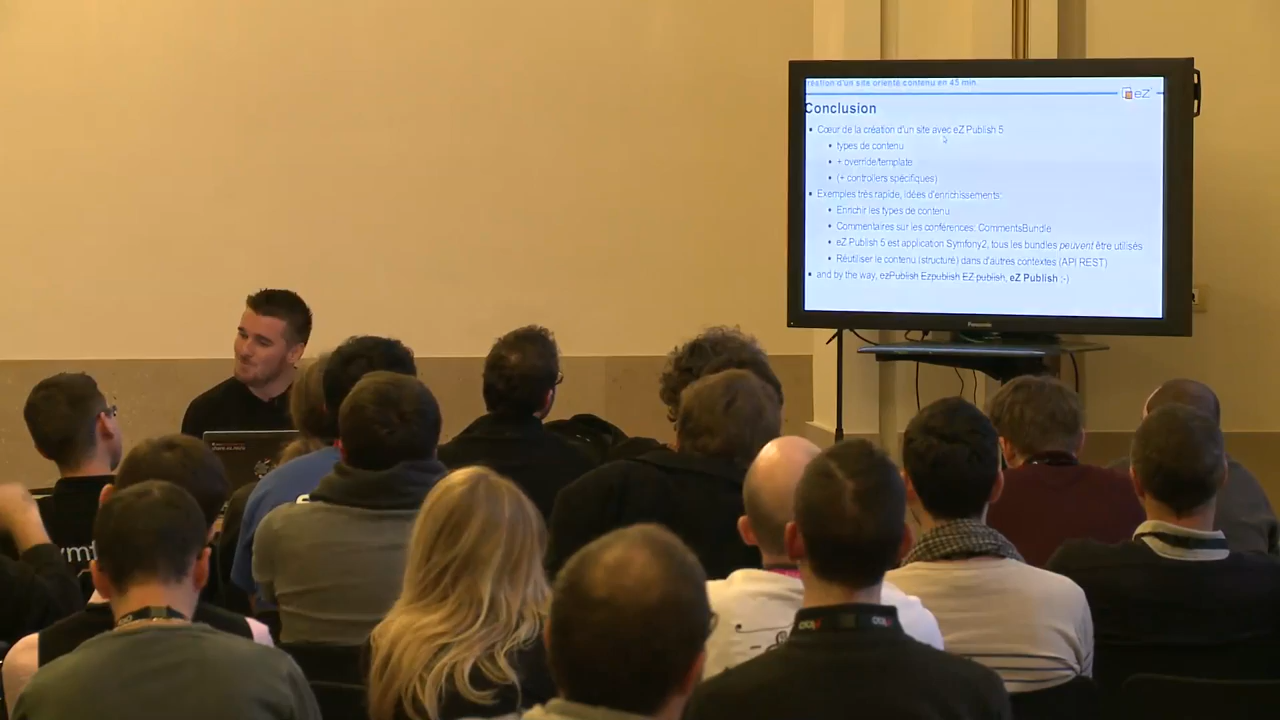 réation d'un site orienté contenu en 45 min.
eZ
Conclusion
• Cœur de la création d'un site avec eZ Publish 5
• types de contenu
• + override/template
• (+ controllers spécifiques)
• Exemples très rapide, idées d'enrichissements:
• Enrichir les types de contenu
• Commentaires sur les conférences: CommentsBundle
• eZ Publish 5 est application Symfony2, tous les bundles peuvent être utilisés
• Réutiliser le contenu (structuré) dans d'autres contextes (API REST)
• and by the way, ezPublish Ezpublish EZ publish, eZ Publish ;-)
Panasonic